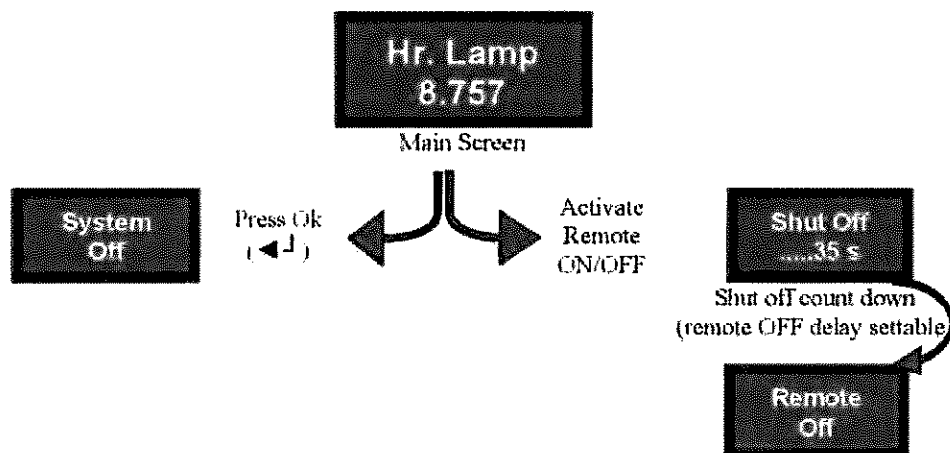 Hr. Lamp
8.757
Main Screen
System
Off
Press Ok
(◄┘)
Activate
Remote
ON/OFF
Shut Off
.....35 s
Shut off count down
(remote OFF delay settable
Remote
Off